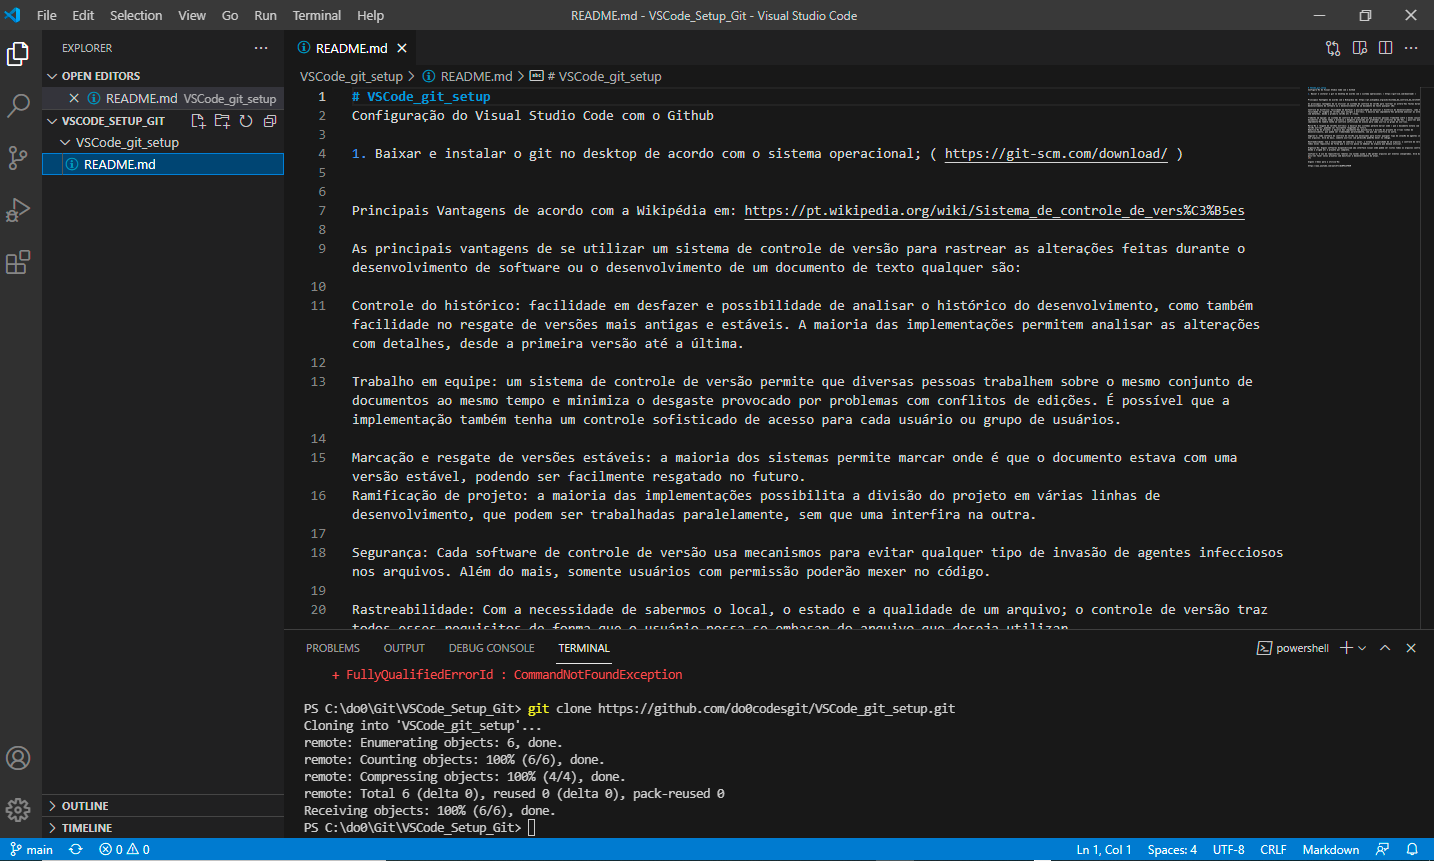 File Edit Selection View Go Run Terminal Help
README.md - VSCode_Setup_Git - Visual Studio Code
EXPLORER
OPEN EDITORS
README.md VSCode_git_setup
VSCODE_SETUP_GIT
VSCode_git_setup
README.md
OUTLINE
TIMELINE
README.md
VSCode_git_setup > README.md > # VSCode_git_setup
1 # VSCode_git_setup
2 Configuração do Visual Studio Code com o Github
3
4 1. Baixar e instalar o git no desktop de acordo com o sistema operacional; ( https://git-scm.com/download/ )
5
6
7 Principais Vantagens de acordo com a Wikipédia em: https://pt.wikipedia.org/wiki/Sistema_de_controle_de_vers%C3%B5es
8
9 As principais vantagens de se utilizar um sistema de controle de versão para rastrear as alterações feitas durante o
desenvolvimento de software ou o desenvolvimento de um documento de texto qualquer são:
10
11 Controle do histórico: facilidade em desfazer e possibilidade de analisar o histórico do desenvolvimento, como também
facilidade no resgate de versões mais antigas e estáveis. A maioria das implementações permitem analisar as alterações
com detalhes, desde a primeira versão até a última.
12
13 Trabalho em equipe: um sistema de controle de versão permite que diversas pessoas trabalhem sobre o mesmo conjunto de
documentos ao mesmo tempo e minimiza o desgaste provocado por problemas com conflitos de edições. É possível que a
implementação também tenha um controle sofisticado de acesso para cada usuário ou grupo de usuários.
14
15 Marcação e resgate de versões estáveis: a maioria dos sistemas permite marcar onde é que o documento estava com uma
versão estável, podendo ser facilmente resgatado no futuro.
16 Ramificação de projeto: a maioria das implementações possibilita a divisão do projeto em várias linhas de
desenvolvimento, que podem ser trabalhadas paralelamente, sem que uma interfira na outra.
17
18 Segurança: Cada software de controle de versão usa mecanismos para evitar qualquer tipo de invasão de agentes infecciosos
nos arquivos. Além do mais, somente usuários com permissão poderão mexer no código.
19
20 Rastreabilidade: Com a necessidade de sabermos o local, o estado e a qualidade de um arquivo; o controle de versão traz
todos esses requisitos de forma que o usuário possa se embasar do arquivo que deseja utilizar.
PROBLEMS OUTPUT DEBUG CONSOLE TERMINAL
powershell
+ FullyQualifiedErrorId : CommandNotFoundException
PS C:\do0\Git\VSCode_Setup_Git> git clone https://github.com/do0codesgit/VSCode_git_setup.git
Cloning into 'VSCode_git_setup'...
remote: Enumerating objects: 6, done.
remote: Counting objects: 100% (6/6), done.
remote: Compressing objects: 100% (4/4), done.
remote: Total 6 (delta 0), reused 0 (delta 0), pack-reused 0
Receiving objects: 100% (6/6), done.
PS C:\do0\Git\VSCode_Setup_Git>
main 0 0
Ln 1, Col 1 Spaces: 4 UTF-8 CRLF Markdown